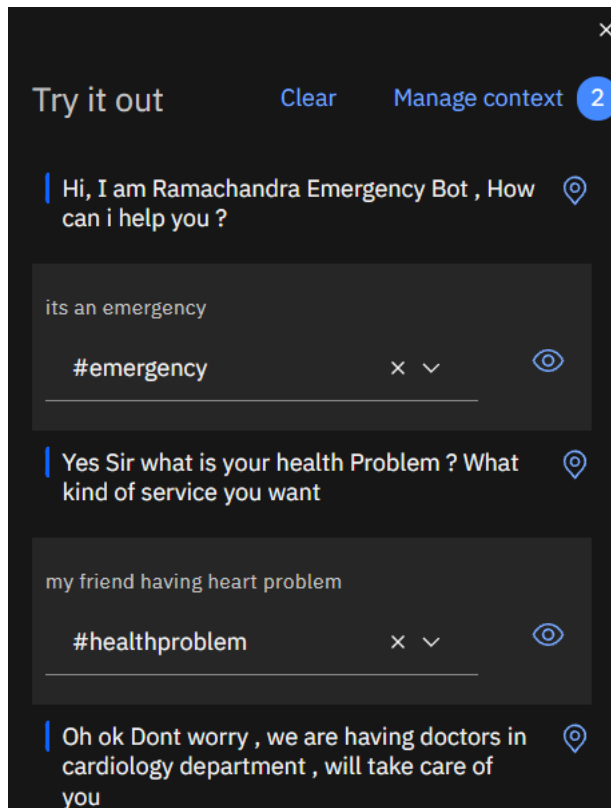 Try it out Clear Manage context 2
Hi, I am Ramachandra Emergency Bot , How
can i help you ?
its an emergency
#emergency
Yes Sir what is your health Problem ? What
kind of service you want
my friend having heart problem
#healthproblem
Oh ok Dont worry , we are having doctors in
cardiology department , will take care of
you